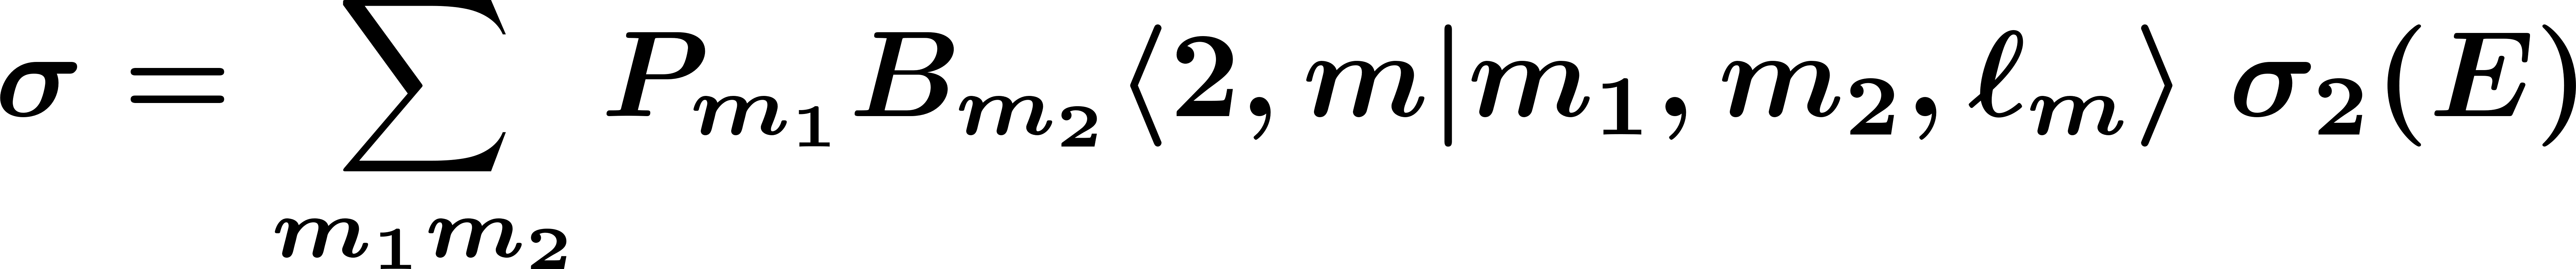 σ = ∑_{m₁m₂} P_{m₁} B_{m₂} ⟨2, m|m₁, m₂, ℓ_m⟩ σ₂(E)